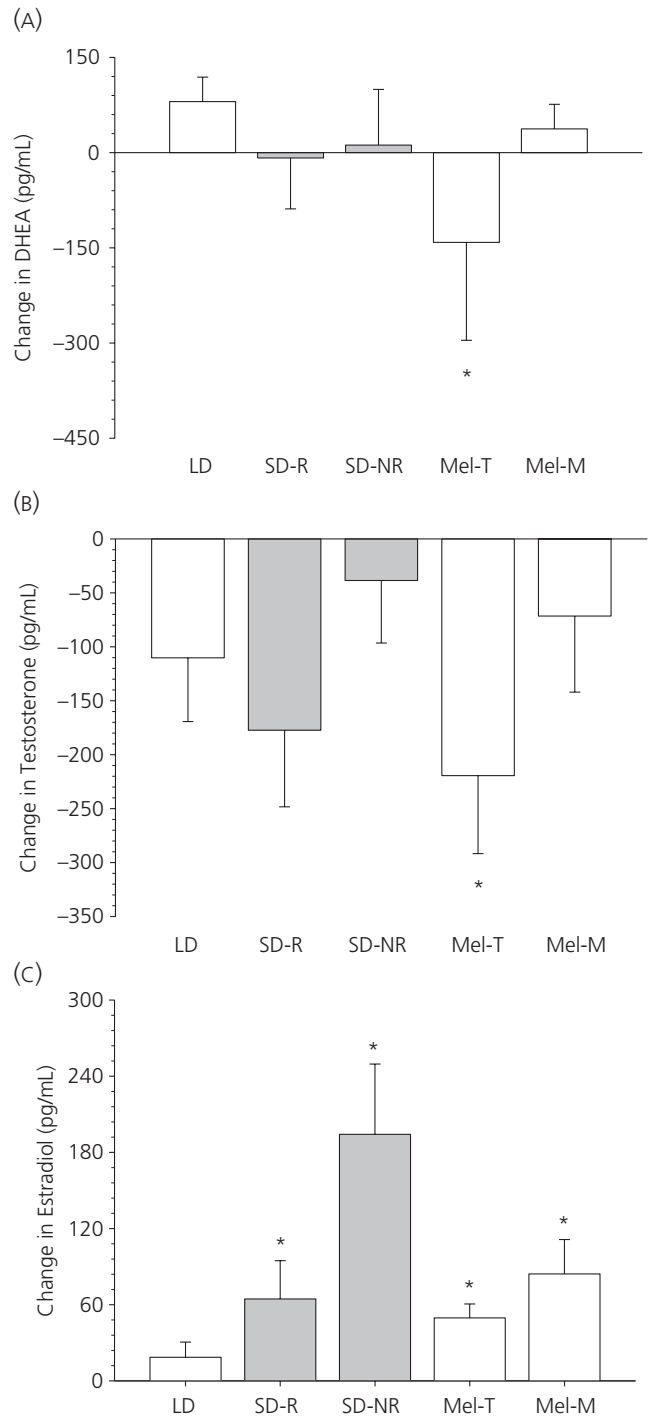 (A)
Change in DHEA (pg/mL)
150
0
−150
−300
−450
*
LD SD-R SD-NR Mel-T Mel-M
(B)
Change in Testosterone (pg/mL)
0
−50
−100
−150
−200
−250
−300
−350
*
LD SD-R SD-NR Mel-T Mel-M
(C)
Change in Estradiol (pg/mL)
300
240
180
120
60
0
* * * *
LD SD-R SD-NR Mel-T Mel-M